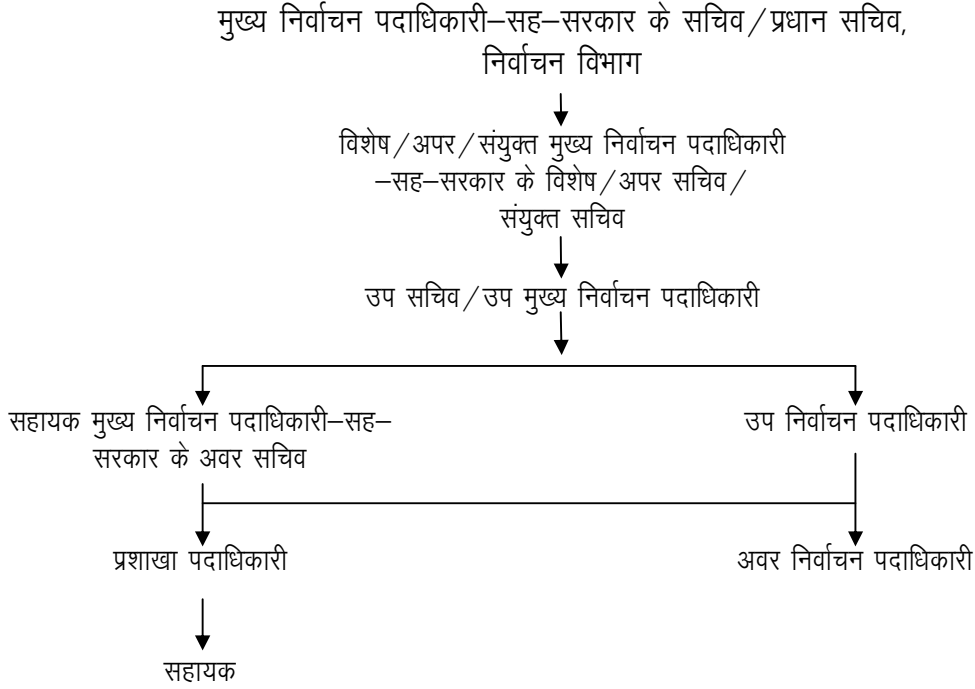 मुख्य निर्वाचन पदाधिकारी–सह–सरकार के सचिव/प्रधान सचिव,
निर्वाचन विभाग
विशेष/अपर/संयुक्त मुख्य निर्वाचन पदाधिकारी
–सह–सरकार के विशेष/अपर सचिव/
संयुक्त सचिव
उप सचिव/उप मुख्य निर्वाचन पदाधिकारी
सहायक मुख्य निर्वाचन पदाधिकारी–सह–
सरकार के अवर सचिव
उप निर्वाचन पदाधिकारी
प्रशाखा पदाधिकारी
अवर निर्वाचन पदाधिकारी
सहायक